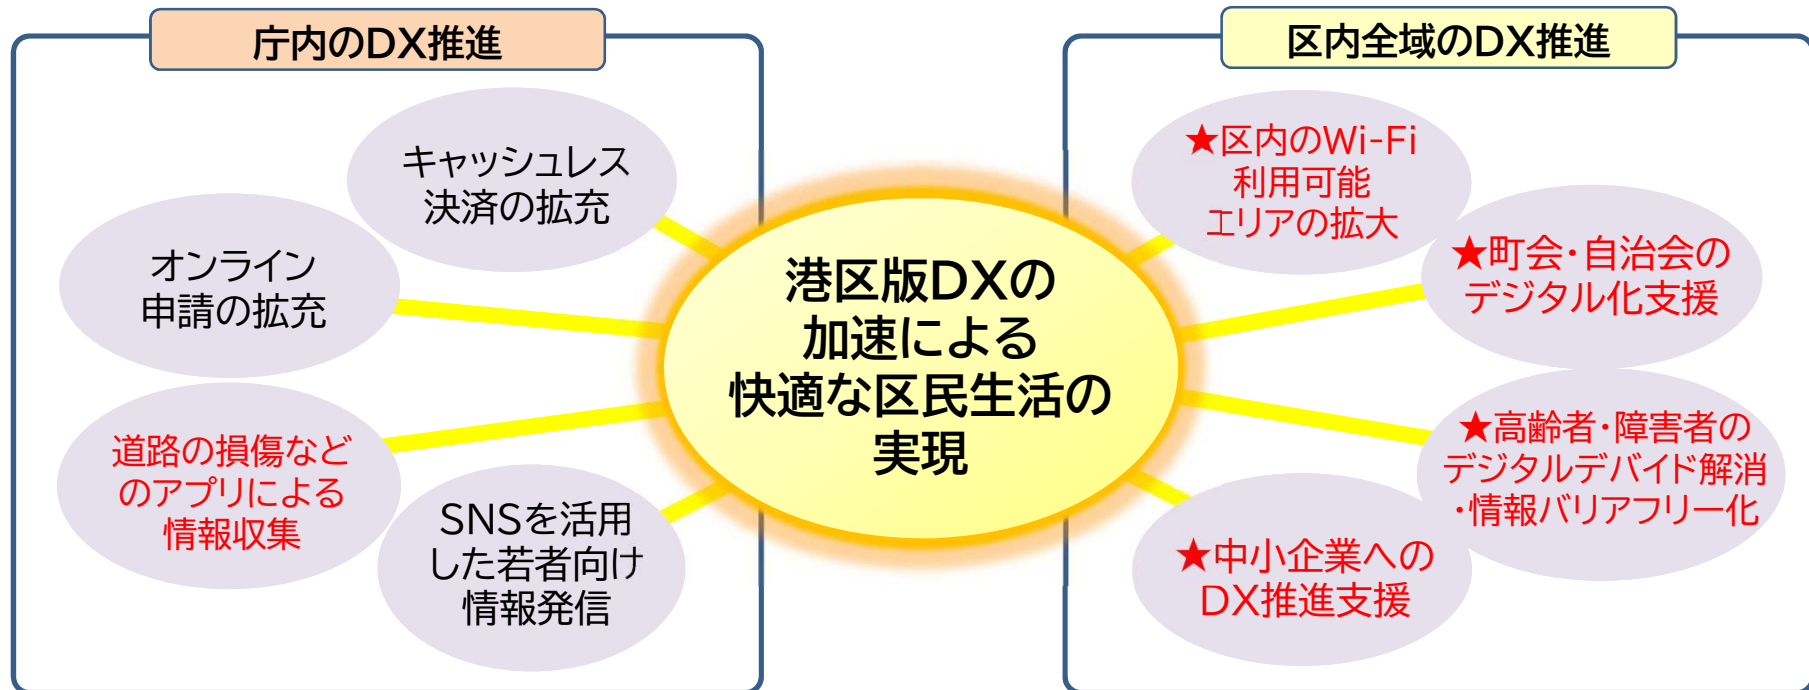 庁内のDX推進
キャッシュレス
決済の拡充
オンライン
申請の拡充
道路の損傷など
のアプリによる
情報収集
SNSを活用
した若者向け
情報発信
港区版DXの
加速による
快適な区民生活の
実現
区内全域のDX推進
★区内のWi-Fi
利用可能
エリアの拡大
★町会・自治会の
デジタル化支援
★高齢者・障害者の
デジタルデバイド解消
・情報バリアフリー化
★中小企業への
DX推進支援